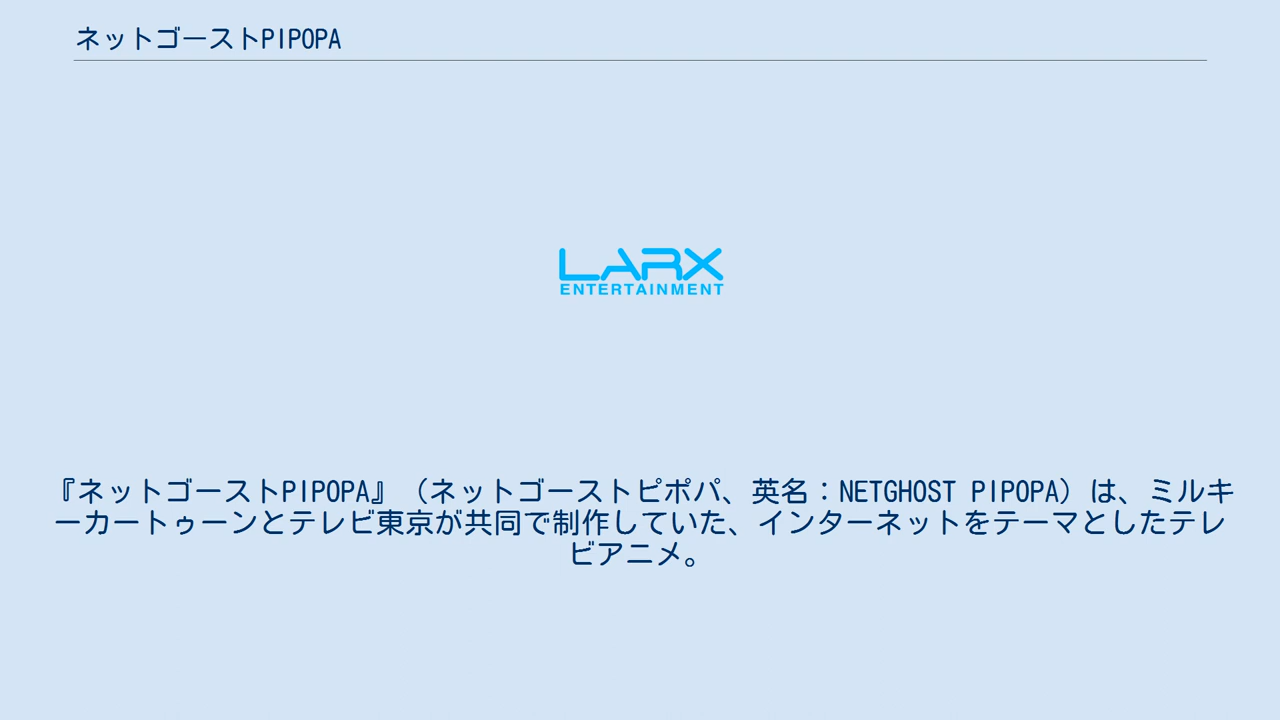 ネットゴーストPIPOPA
LARX
ENTERTAINMENT
『ネットゴーストPIPOPA』（ネットゴーストピポパ、英名：NETGHOST PIPOPA）は、ミルキ
ーカートゥーンとテレビ東京が共同で制作していた、インターネットをテーマとしたテレ
ビアニメ。